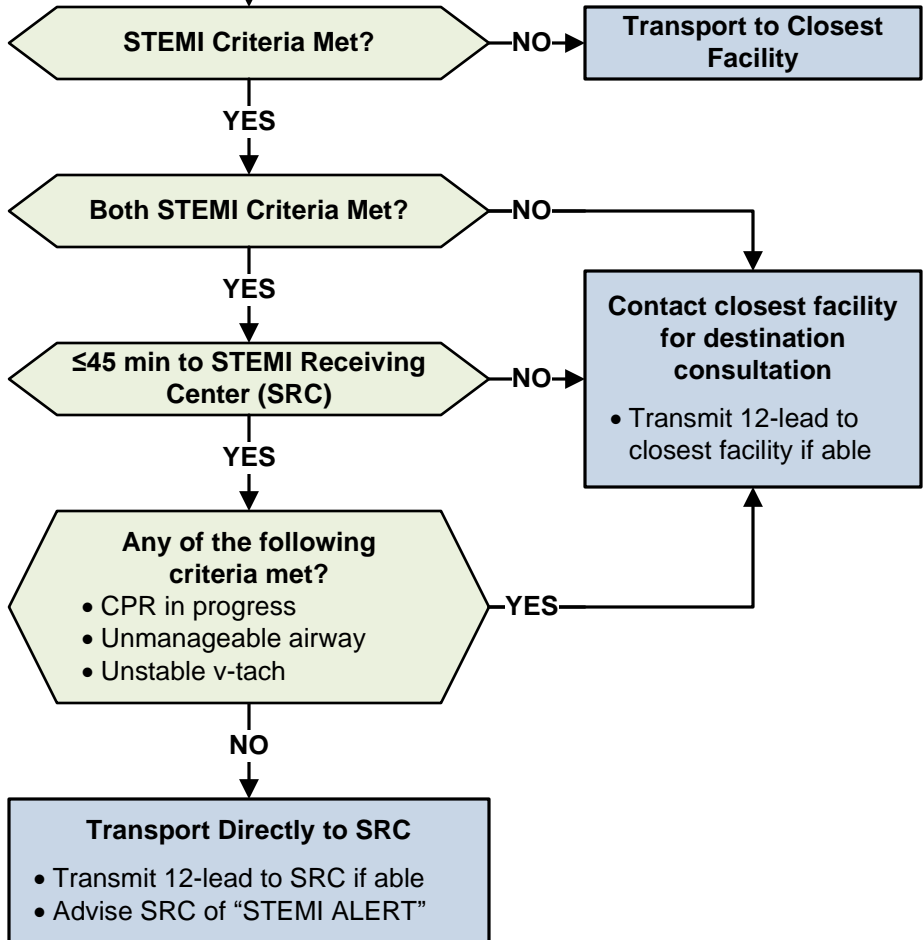 STEMI Criteria Met?
NO
Transport to Closest
Facility
YES
Both STEMI Criteria Met?
NO
YES
Contact closest facility
for destination
consultation
• Transmit 12-lead to
closest facility if able
≤45 min to STEMI Receiving
Center (SRC)
NO
YES
Any of the following
criteria met?
• CPR in progress
• Unmanageable airway
• Unstable v-tach
YES
NO
Transport Directly to SRC
• Transmit 12-lead to SRC if able
• Advise SRC of “STEMI ALERT”